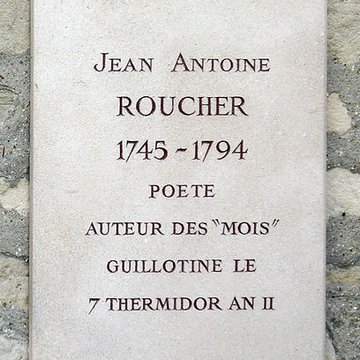 JEAN ANTOINE
ROUCHER
1745-1794
POETE
AUTEUR DES "MOIS"
GUILLOTINE LE
7 THERMIDOR AN II